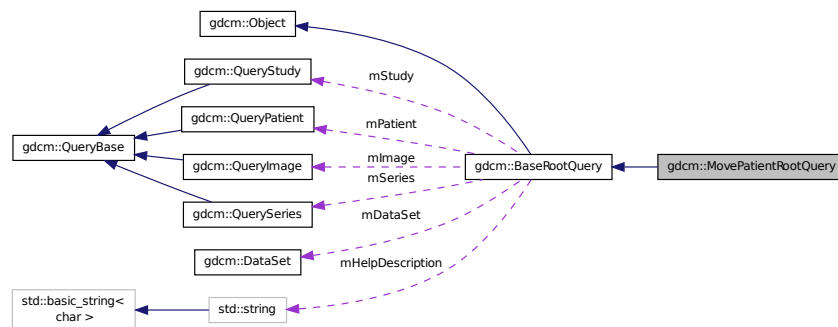 gdcm::Object
gdcm::QueryStudy
mStudy
gdcm::QueryPatient
mPatient
gdcm::QueryBase
gdcm::QueryImage
mImage
gdcm::BaseRootQuery
gdcm::MovePatientRootQuery
mSeries
gdcm::QuerySeries
mDataSet
gdcm::DataSet
mHelpDescription
std::basic_string<
char >
std::string